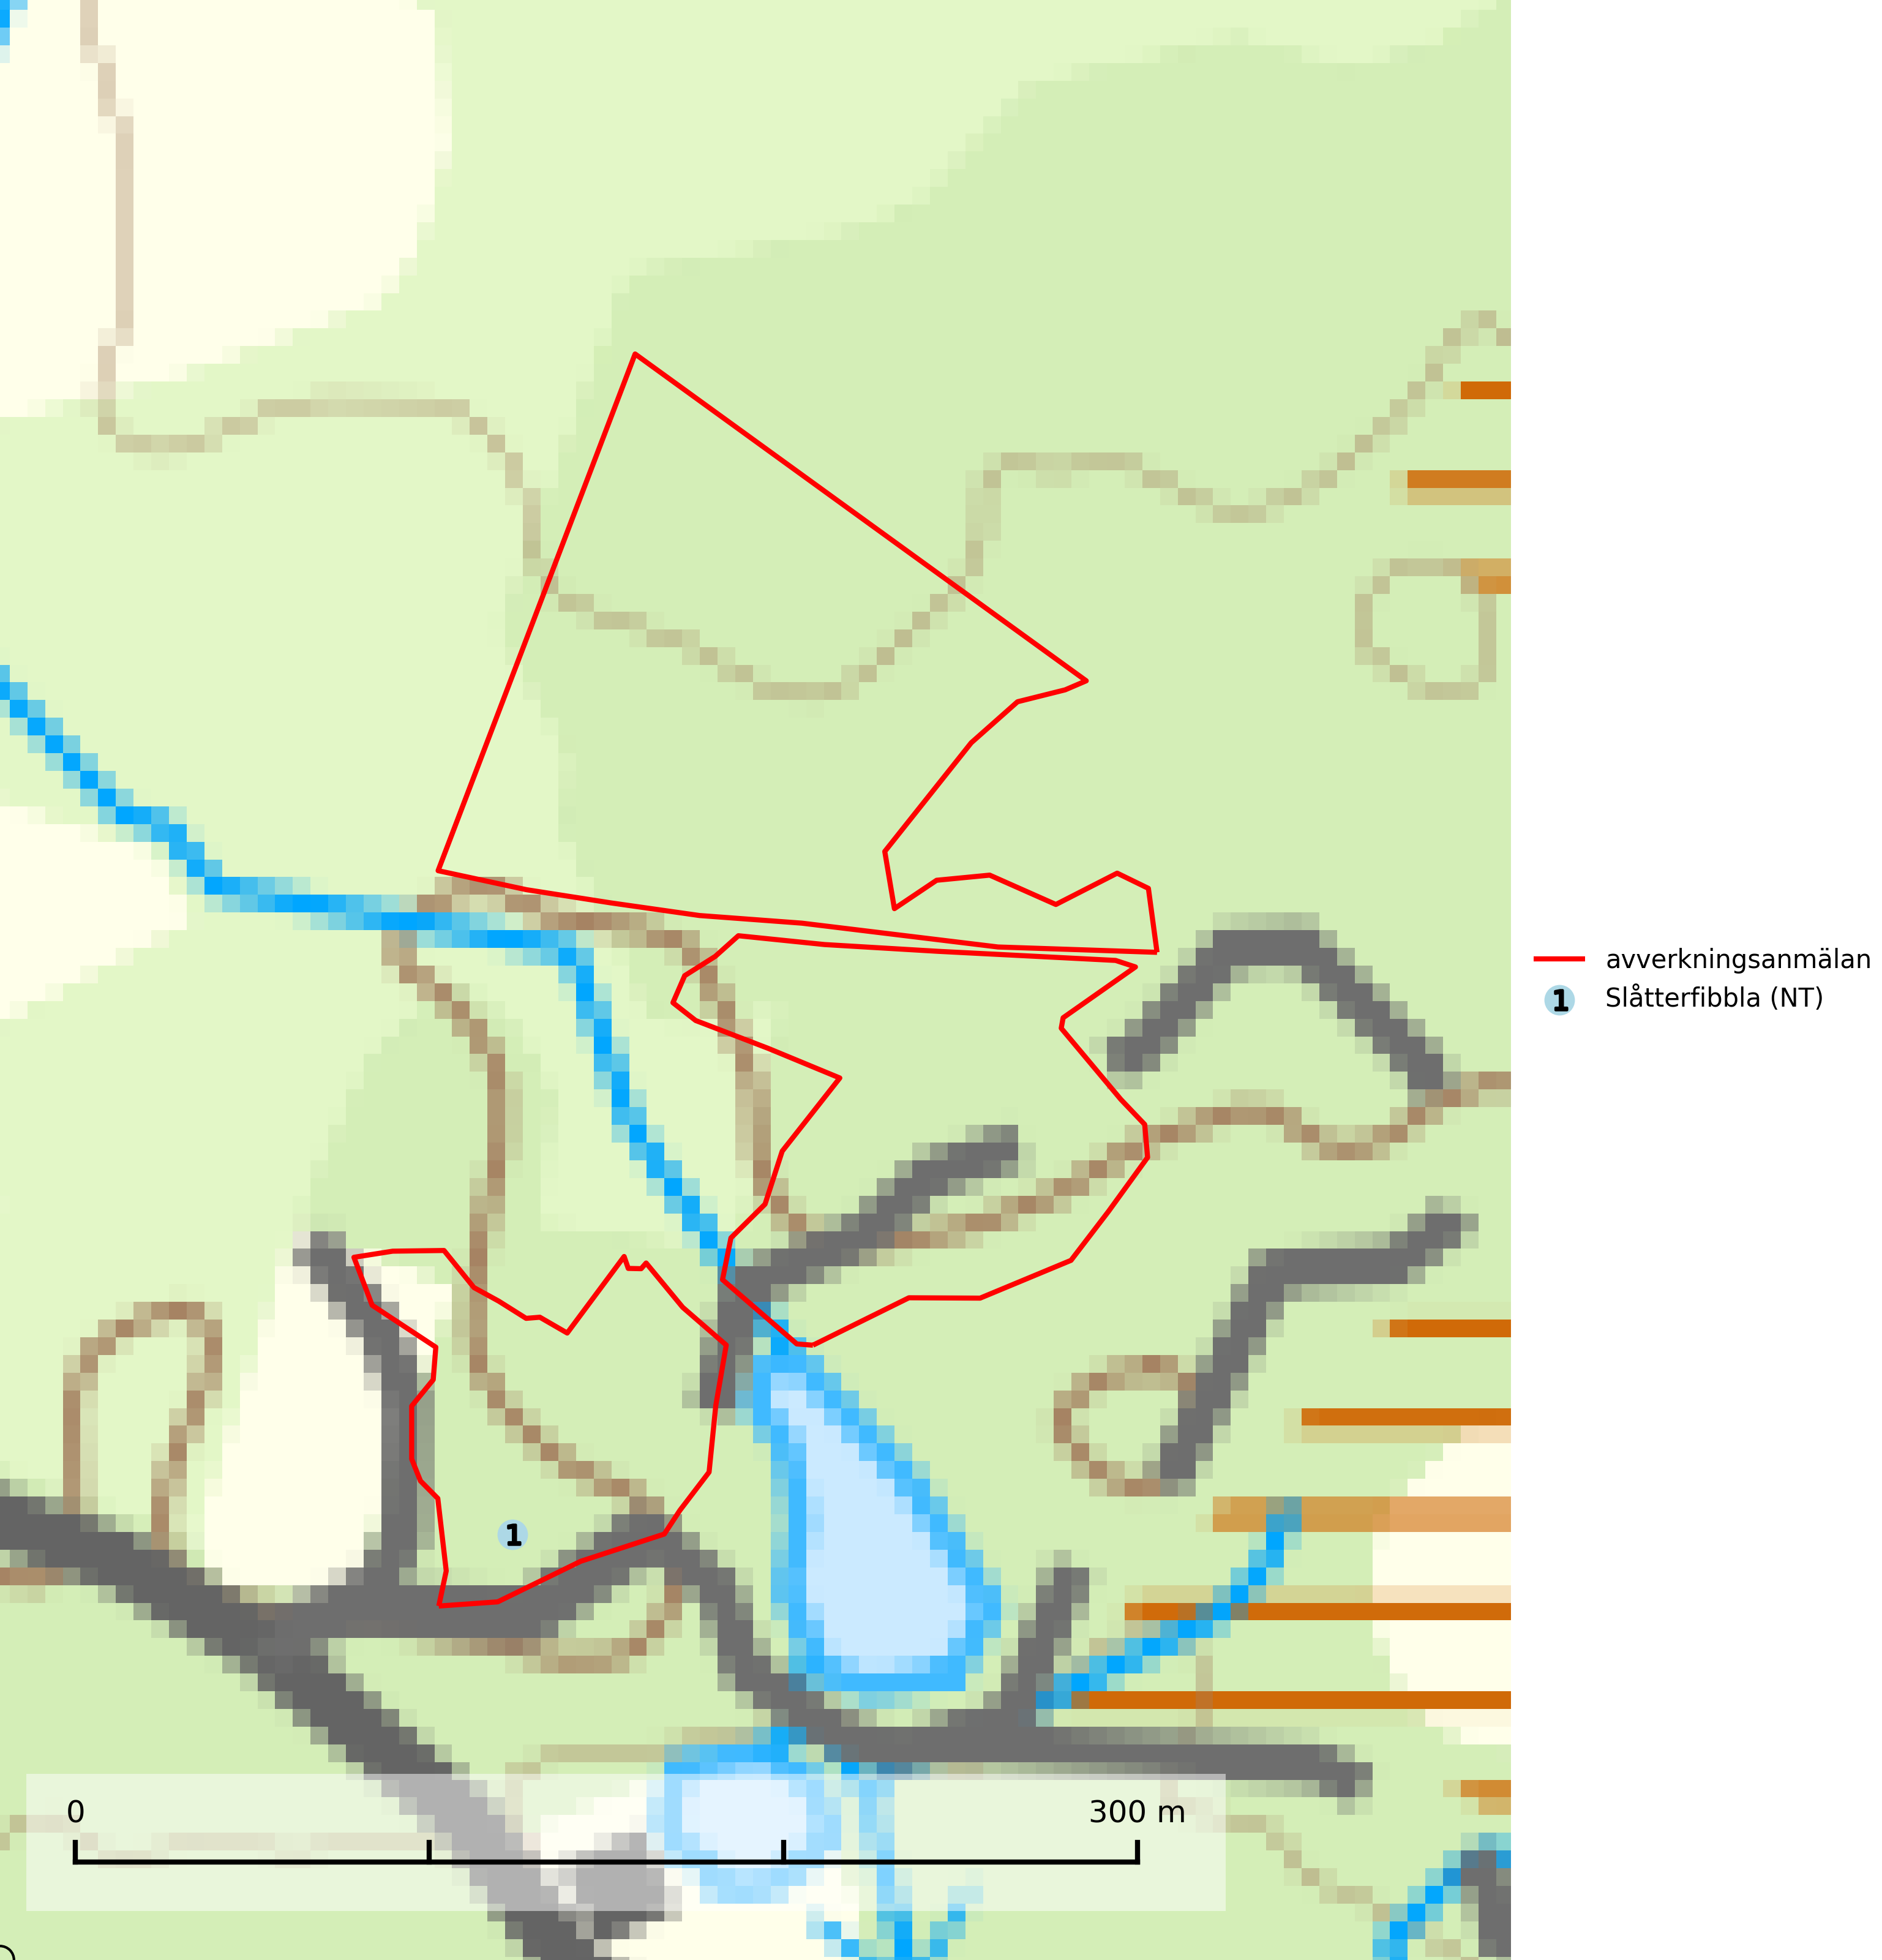 avverkningsanmälan
1 Slåtterfibbla (NT)
1
0 300 m